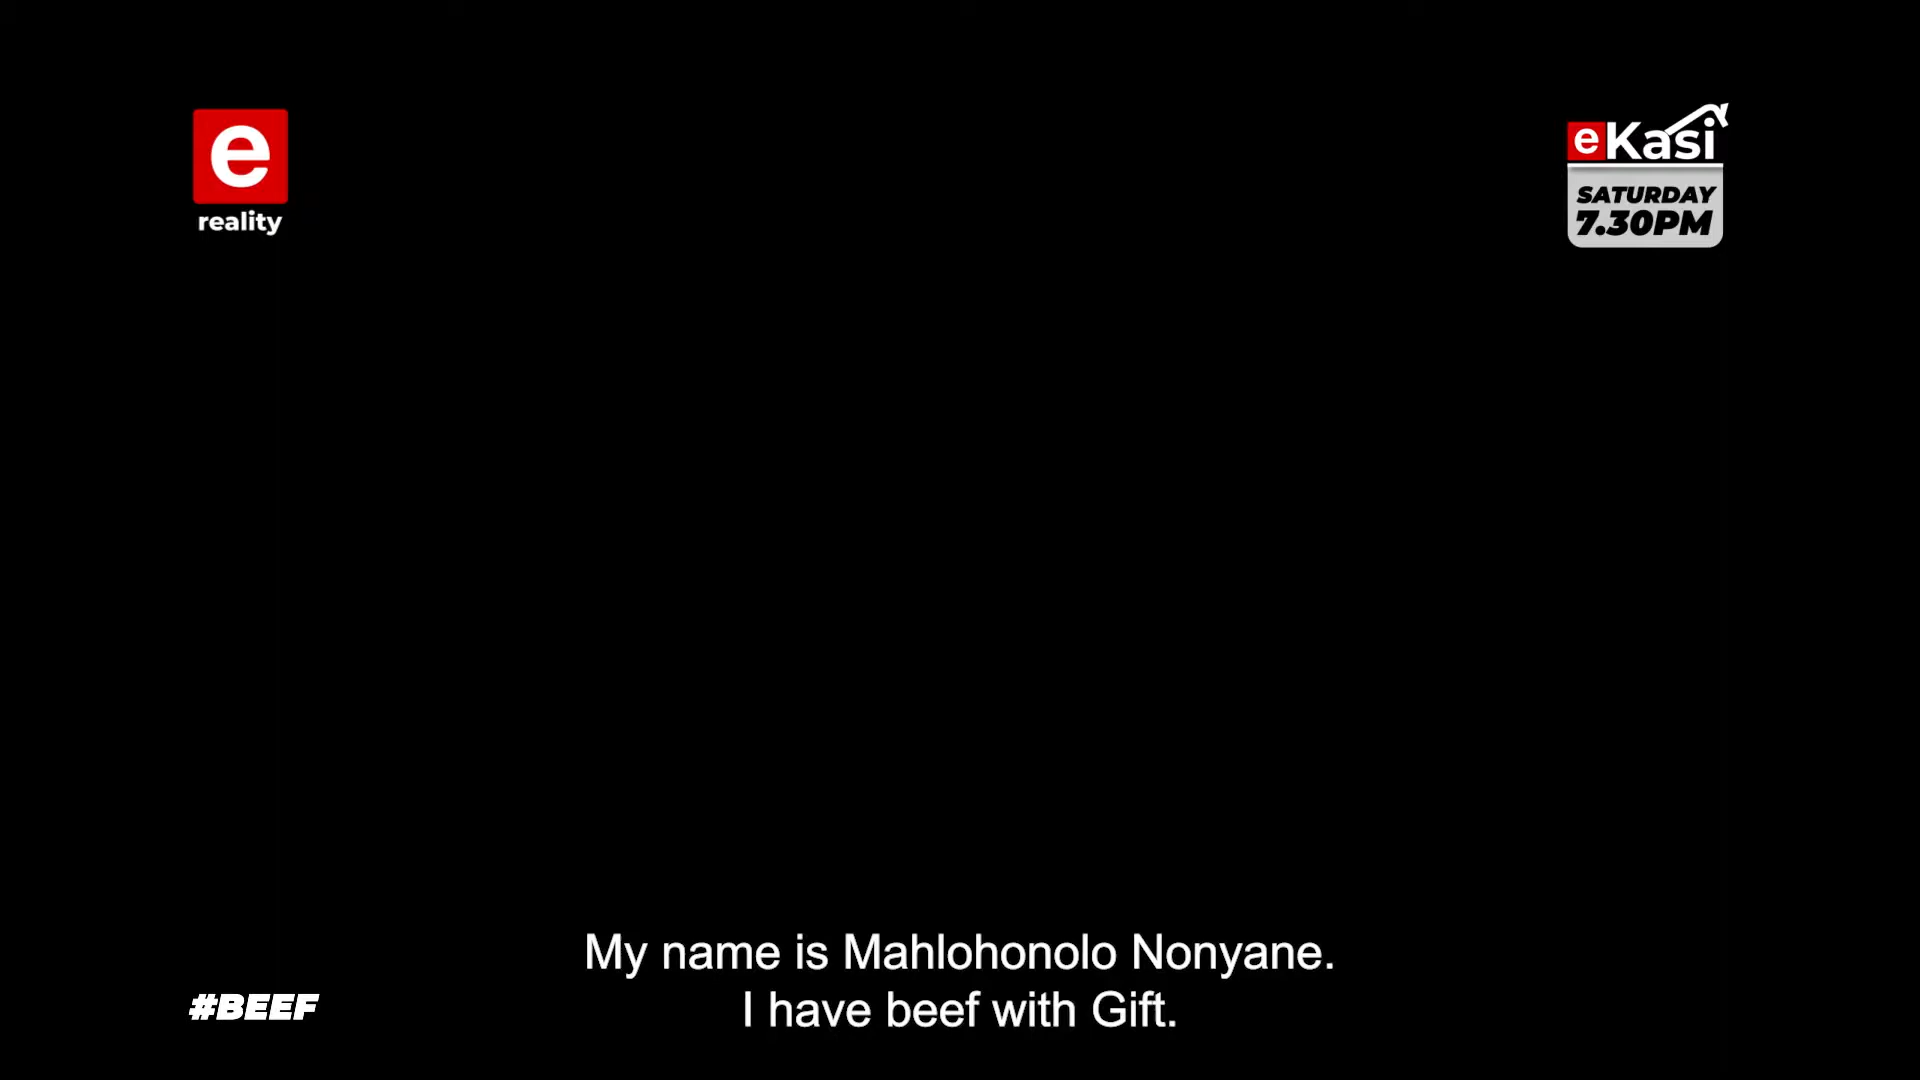 e
reality
eKasi
SATURDAY
7.30PM
My name is Mahlohonolo Nonyane.
I have beef with Gift.
#BEEF